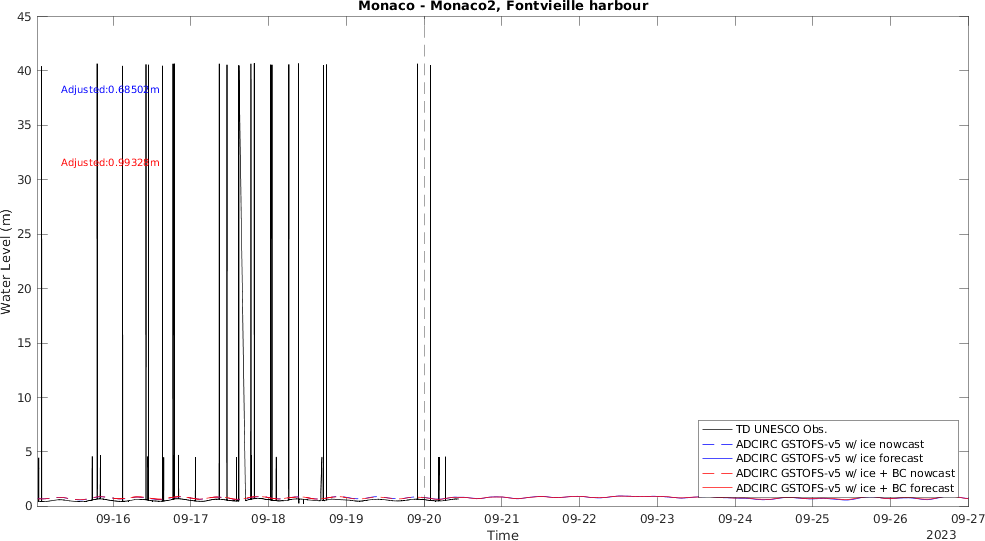 Monaco - Monaco2, Fontvieille harbour
45
40
35
30
25
20
15
10
5
0
Water Level (m)
Adjusted:0.68502m
Adjusted:0.99328m
TD UNESCO Obs.
ADCIRC GSTOFS-v5 w/ ice nowcast
ADCIRC GSTOFS-v5 w/ ice forecast
ADCIRC GSTOFS-v5 w/ ice + BC nowcast
ADCIRC GSTOFS-v5 w/ ice + BC forecast
09-16 09-17 09-18 09-19 09-20 09-21 09-22 09-23 09-24 09-25 09-26 09-27
Time
2023